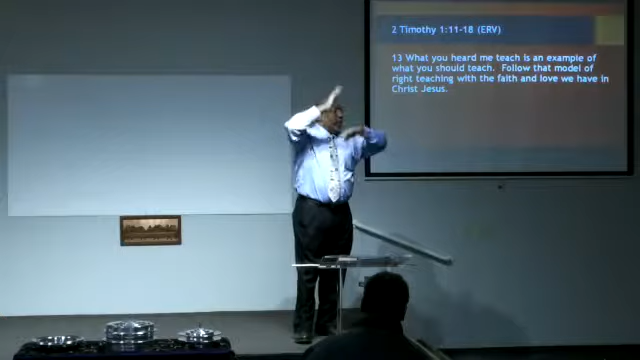 2 Timothy 1:11-18 (ERV)
13 What you heard me teach is an example of
what you should teach. Follow that model of
right teaching with the faith and love we have in
Christ Jesus.